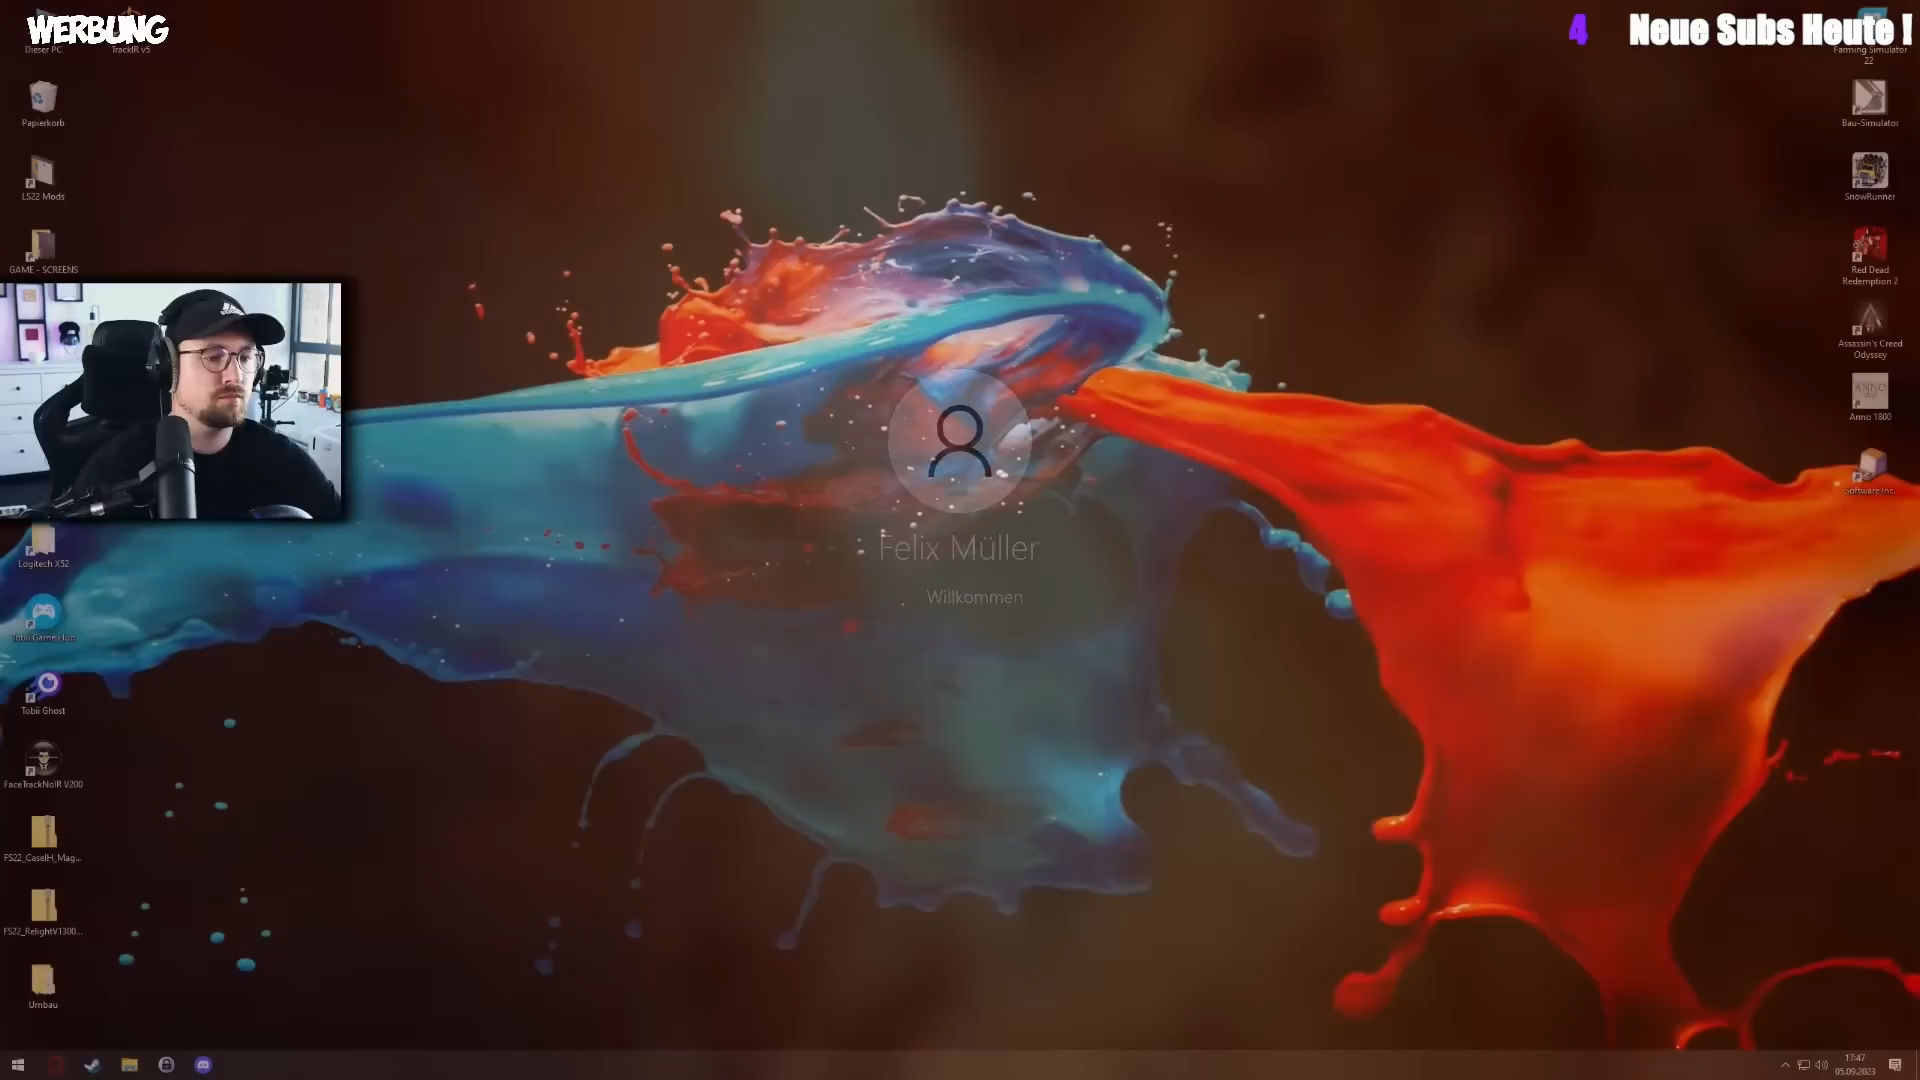 WERBUNG
4 Neue Subs Heute !
Dieser PC
TrackIR v5
Papierkorb
LS22 Mods
GAME - SCREENS
Logitech X52
Tobii Game Hub
Tobii Ghost
FaceTrackNoIR V200
FS22_CaseIH_Mag...
FS22_RelightV1300...
Umbau
Felix Müller
Willkommen
Farming Simulator
22
Bau-Simulator
SnowRunner
Red Dead
Redemption 2
Assassin's Creed
Odyssey
ANNO
Anno 1800
Software Inc.
17:47
05.09.2023